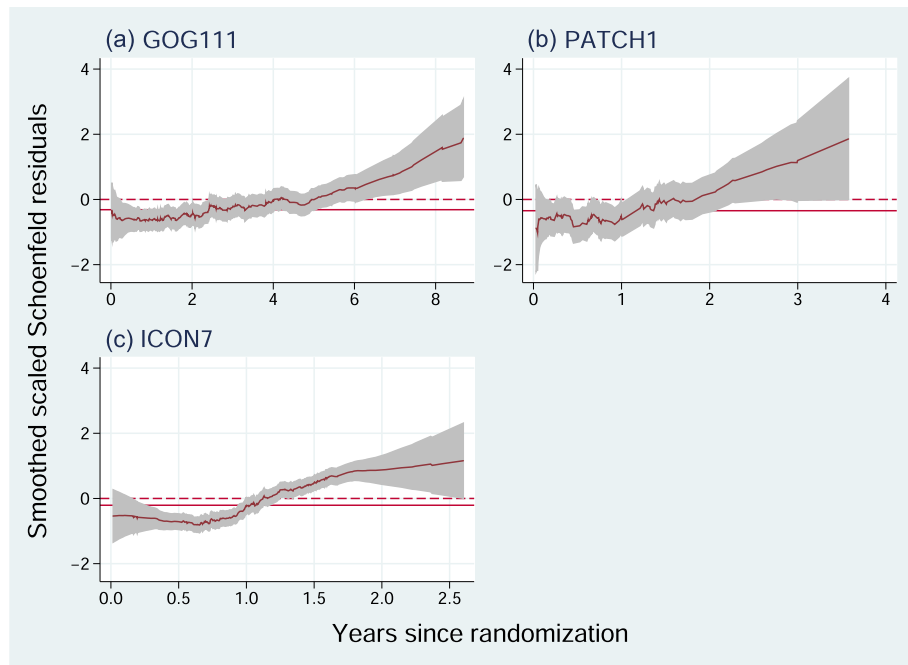 (a) GOG111
(b) PATCH1
4
2
0
−2
0 2 4 6 8
4
2
0
−2
0 1 2 3 4
(c) ICON7
4
2
0
−2
0.0 0.5 1.0 1.5 2.0 2.5
Smoothed scaled Schoenfeld residuals
Years since randomization